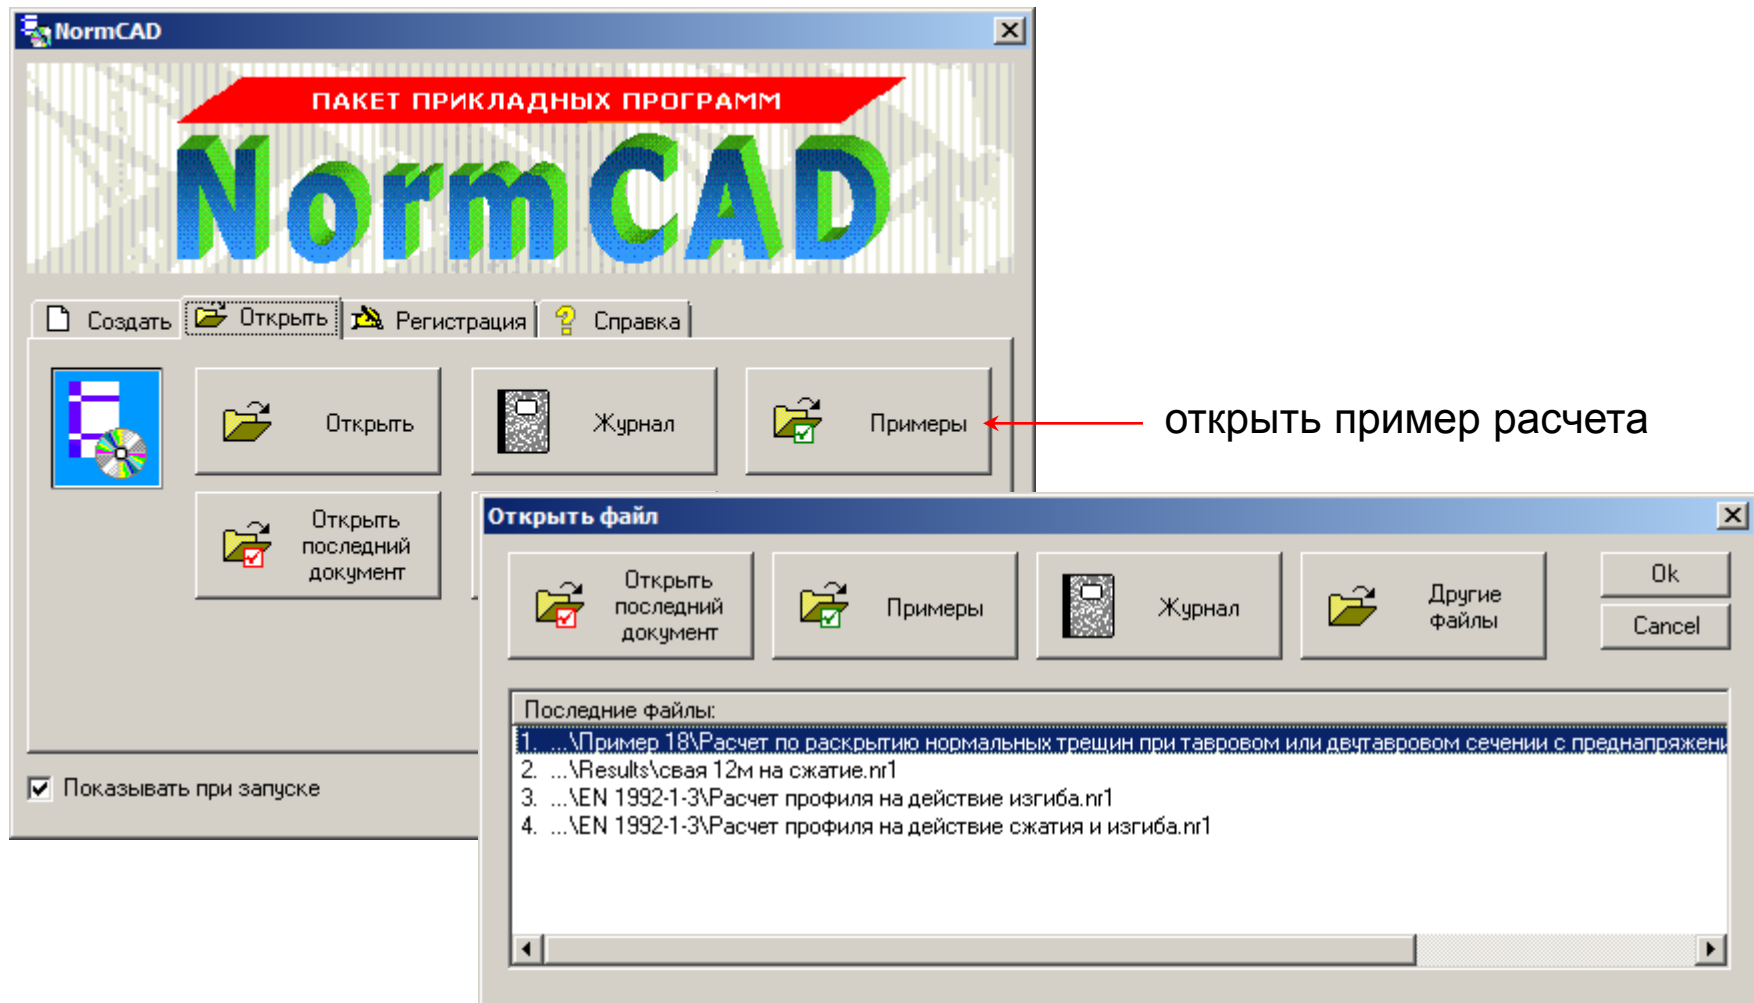 NormCAD
ПАКЕТ ПРИКЛАДНЫХ ПРОГРАММ
NormCAD
Создать
Открыть
Регистрация
Справка
Открыть
Журнал
Примеры
открыть пример расчета
Открыть
последний
документ
Показывать при запуске
Открыть файл
Открыть
последний
документ
Примеры
Журнал
Другие
файлы
Ok
Cancel
Последние файлы:
1. ...\Пример 18\Расчет по раскрытию нормальных трещин при тавровом или двутавровом сечении с преднапряжени
2. ...\Results\свая 12м на сжатие.nr1
3. ...\EN 1992-1-3\Расчет профиля на действие изгиба.nr1
4. ...\EN 1992-1-3\Расчет профиля на действие сжатия и изгиба.nr1